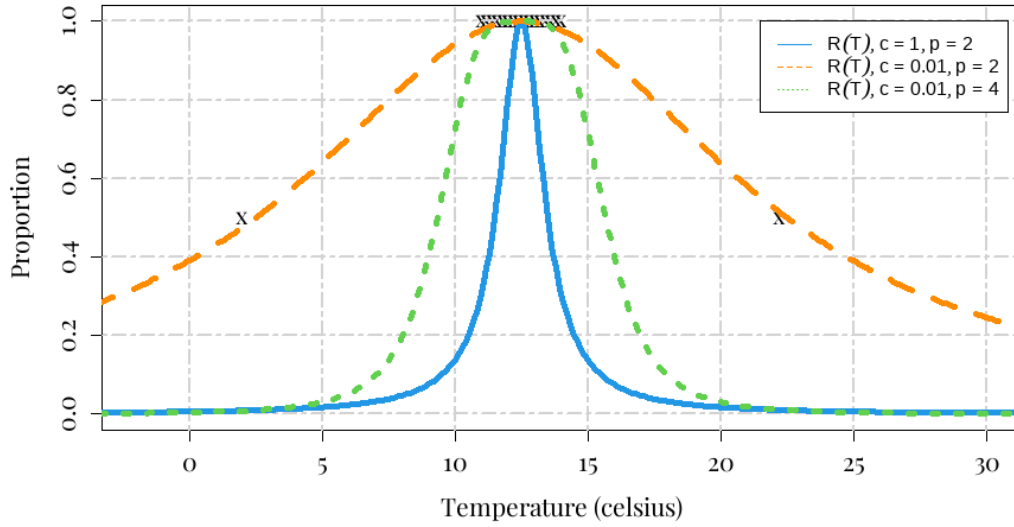 1.0
0.8
0.6
0.4
0.2
0.0
Proportion
x
x
R(T), c = 1, p = 2
R(T), c = 0.01, p = 2
R(T), c = 0.01, p = 4
0 5 10 15 20 25 30
Temperature (celsius)